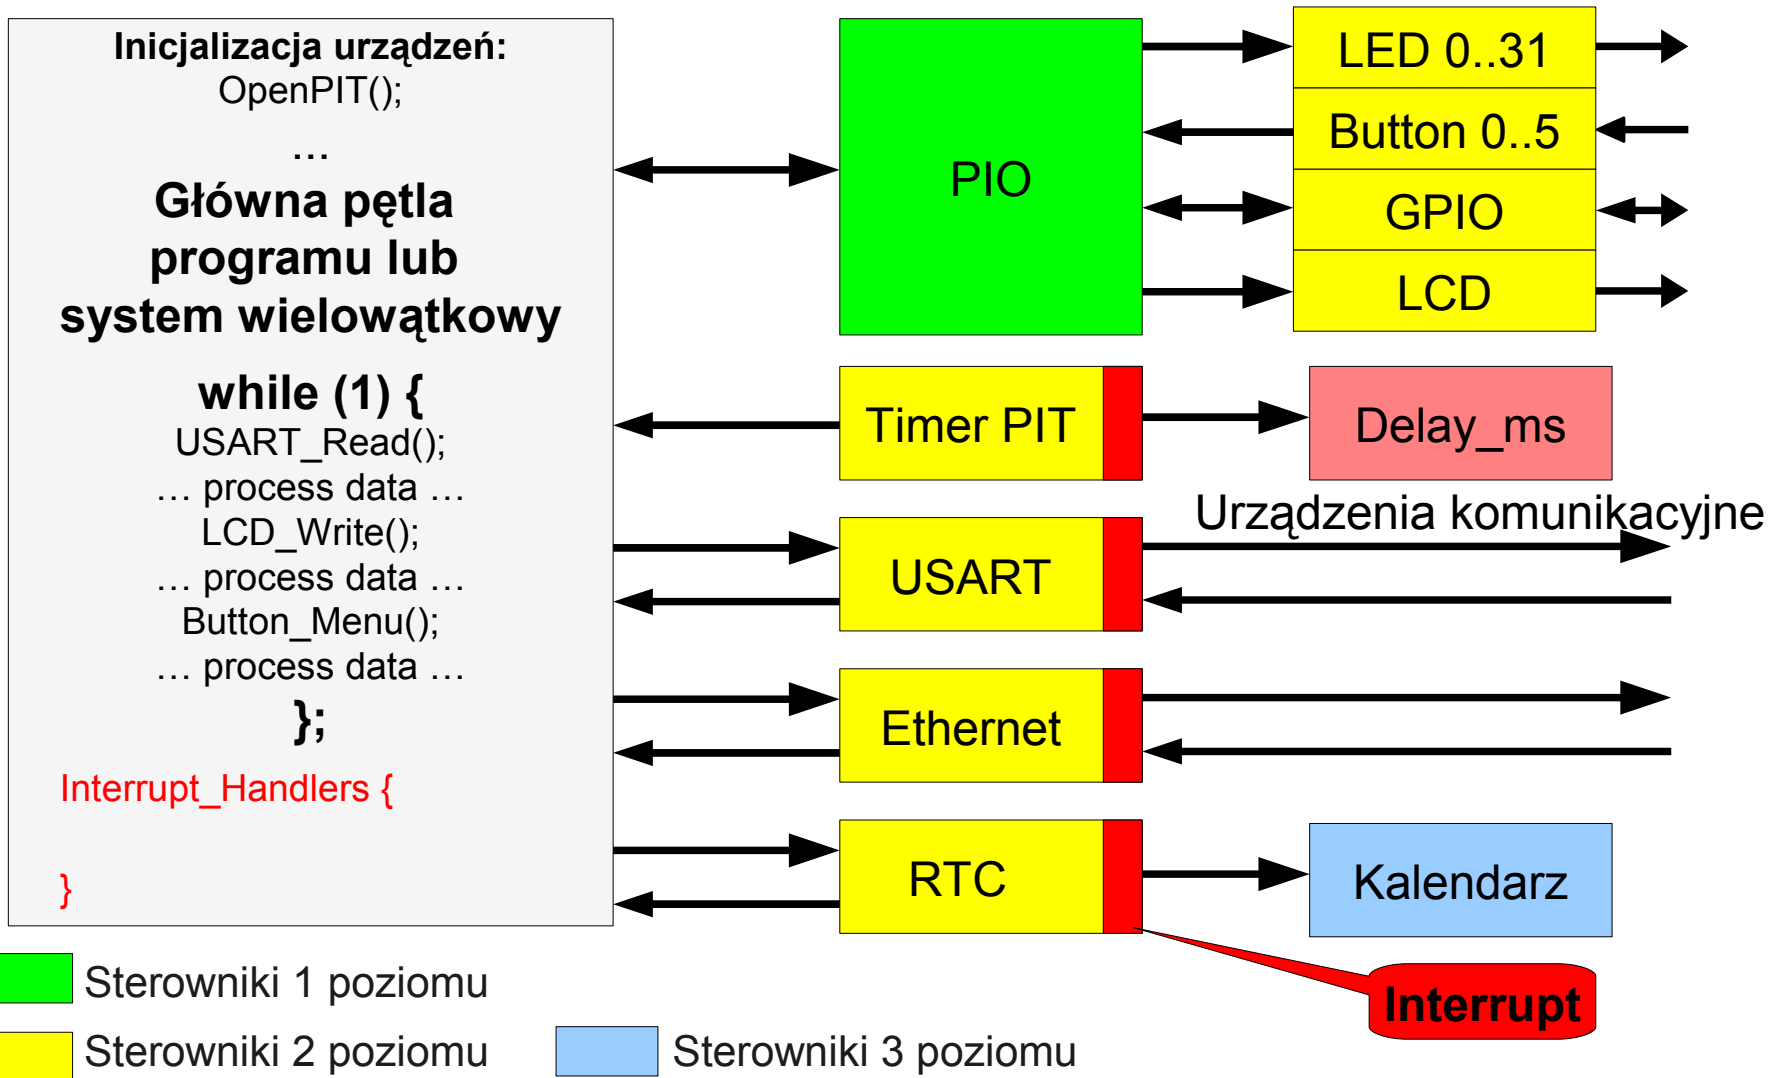 Inicjalizacja urządzeń:
OpenPIT();
...
Główna pętla
programu lub
system wielowątkowy
while (1) {
USART_Read();
... process data ...
LCD_Write();
... process data ...
Button_Menu();
... process data ...
};
Interrupt_Handlers {
}
PIO
LED 0..31
Button 0..5
GPIO
LCD
Timer PIT
Delay_ms
Urządzenia komunikacyjne
USART
Ethernet
RTC
Kalendarz
Interrupt
Sterowniki 1 poziomu
Sterowniki 2 poziomu
Sterowniki 3 poziomu